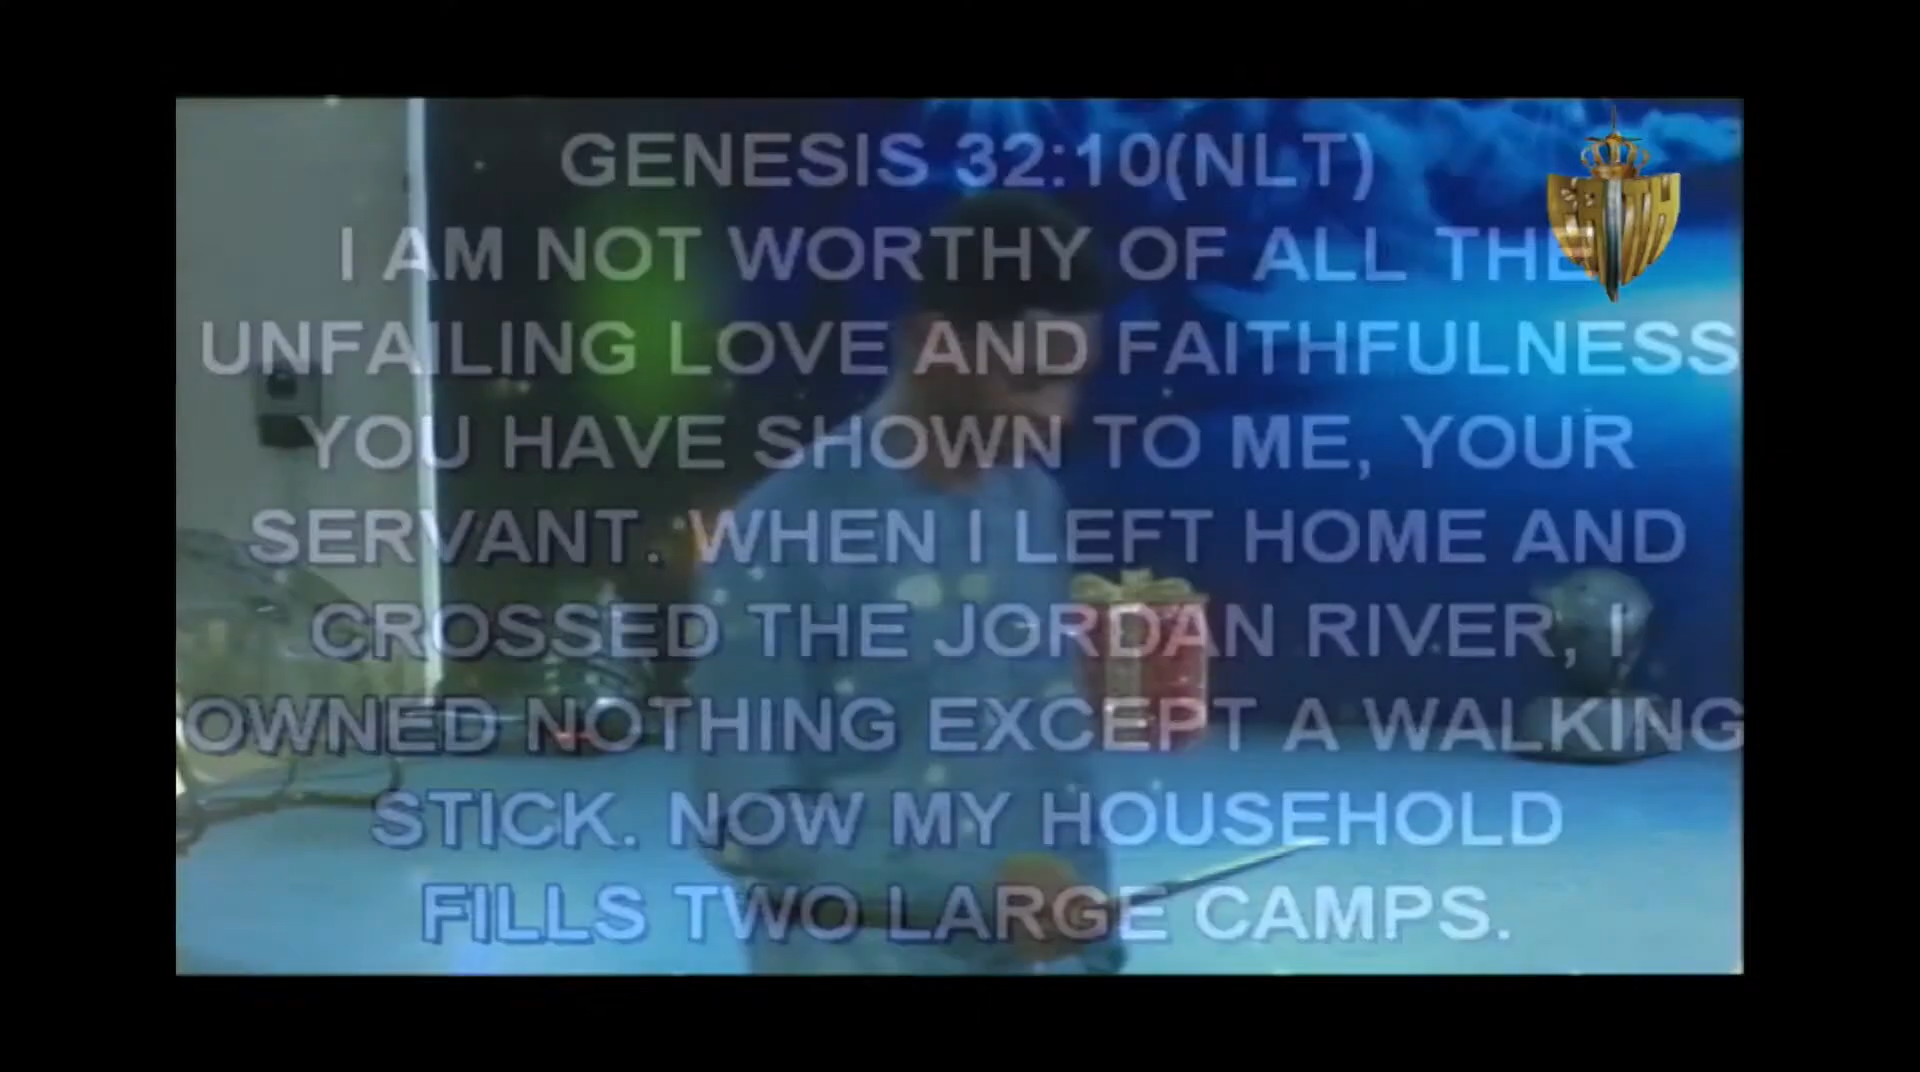 GENESIS 32:10(NLT)
I AM NOT WORTHY OF ALL THE
UNFAILING LOVE AND FAITHFULNESS
YOU HAVE SHOWN TO ME, YOUR
SERVANT. WHEN I LEFT HOME AND
CROSSED THE JORDAN RIVER, I
OWNED NOTHING EXCEPT A WALKING
STICK. NOW MY HOUSEHOLD
FILLS TWO LARGE CAMPS.